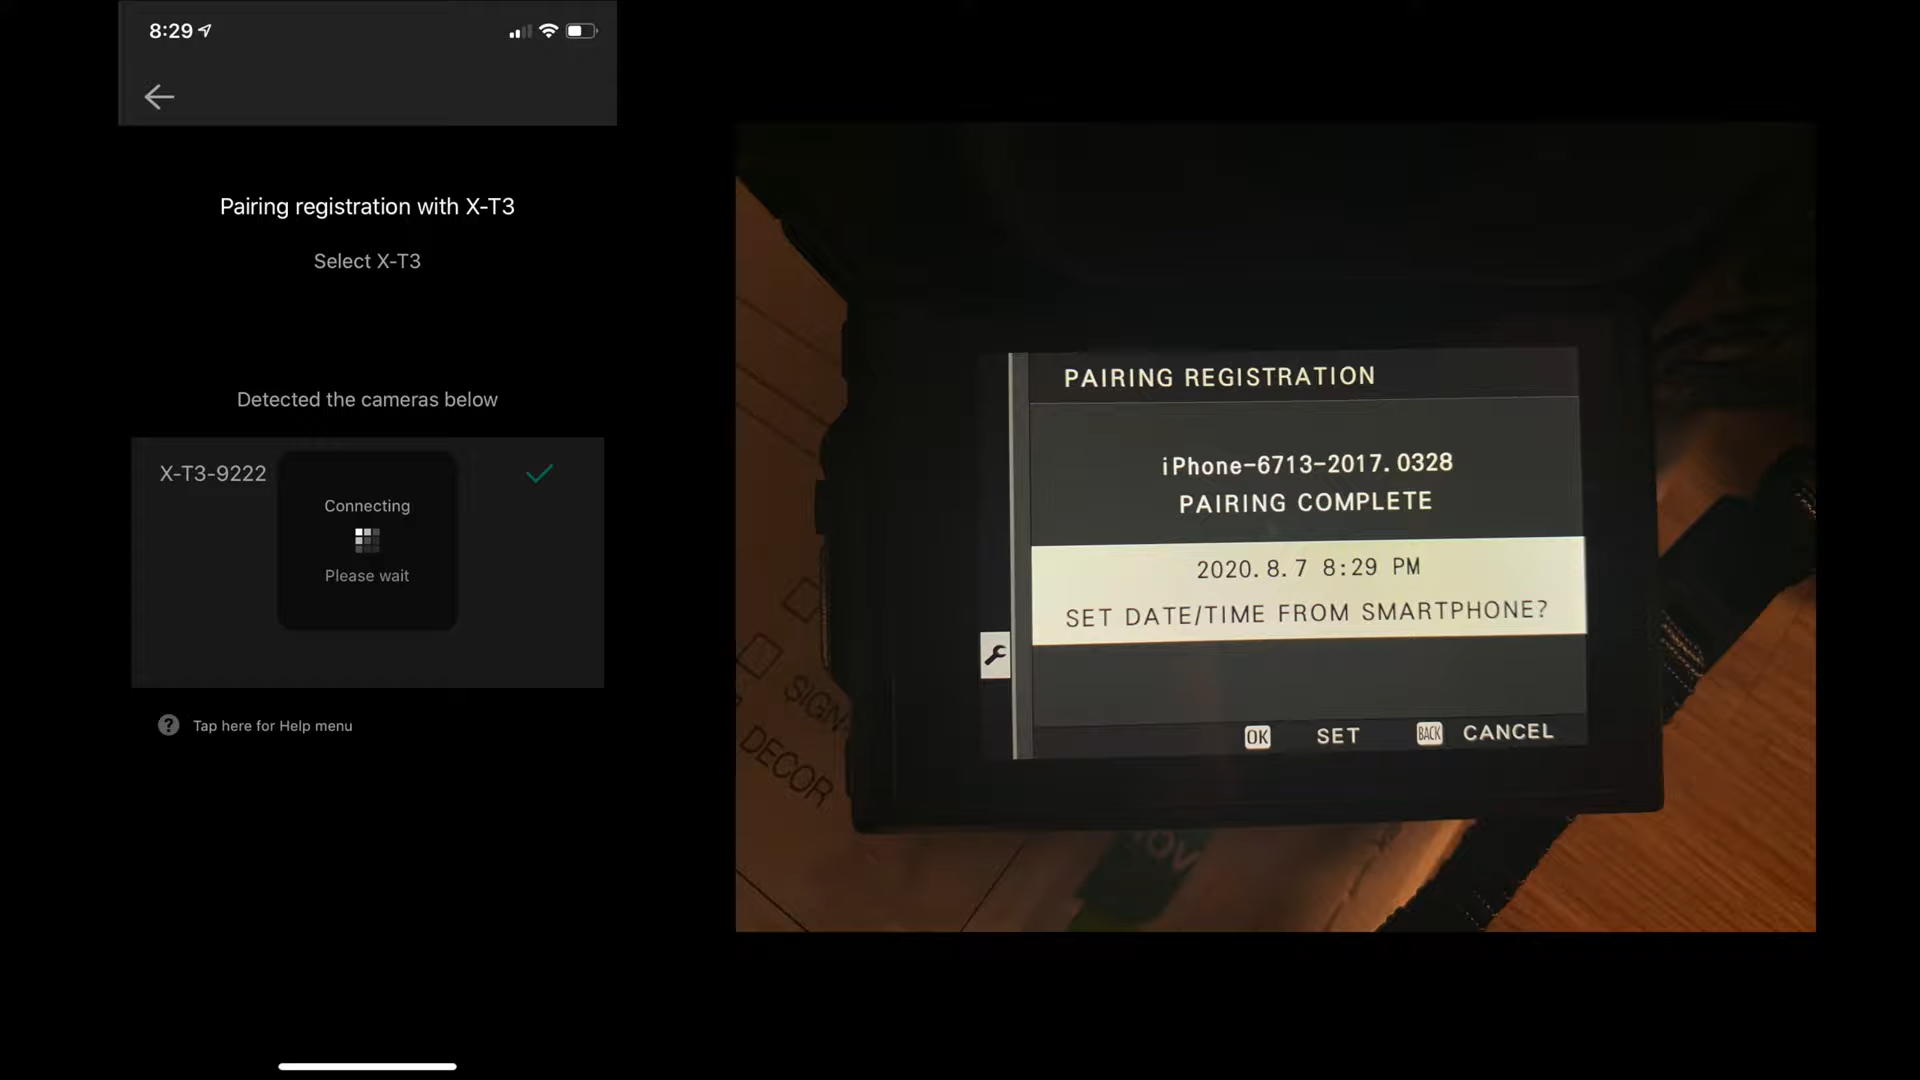 8:29
Pairing registration with X-T3
Select X-T3
Detected the cameras below
X-T3-9222
Connecting
Please wait
Tap here for Help menu
PAIRING REGISTRATION
iPhone-6713-2017.0328
PAIRING COMPLETE
2020.8.7 8:29 PM
SET DATE/TIME FROM SMARTPHONE?
OK SET BACK CANCEL
SIGN
DECOR